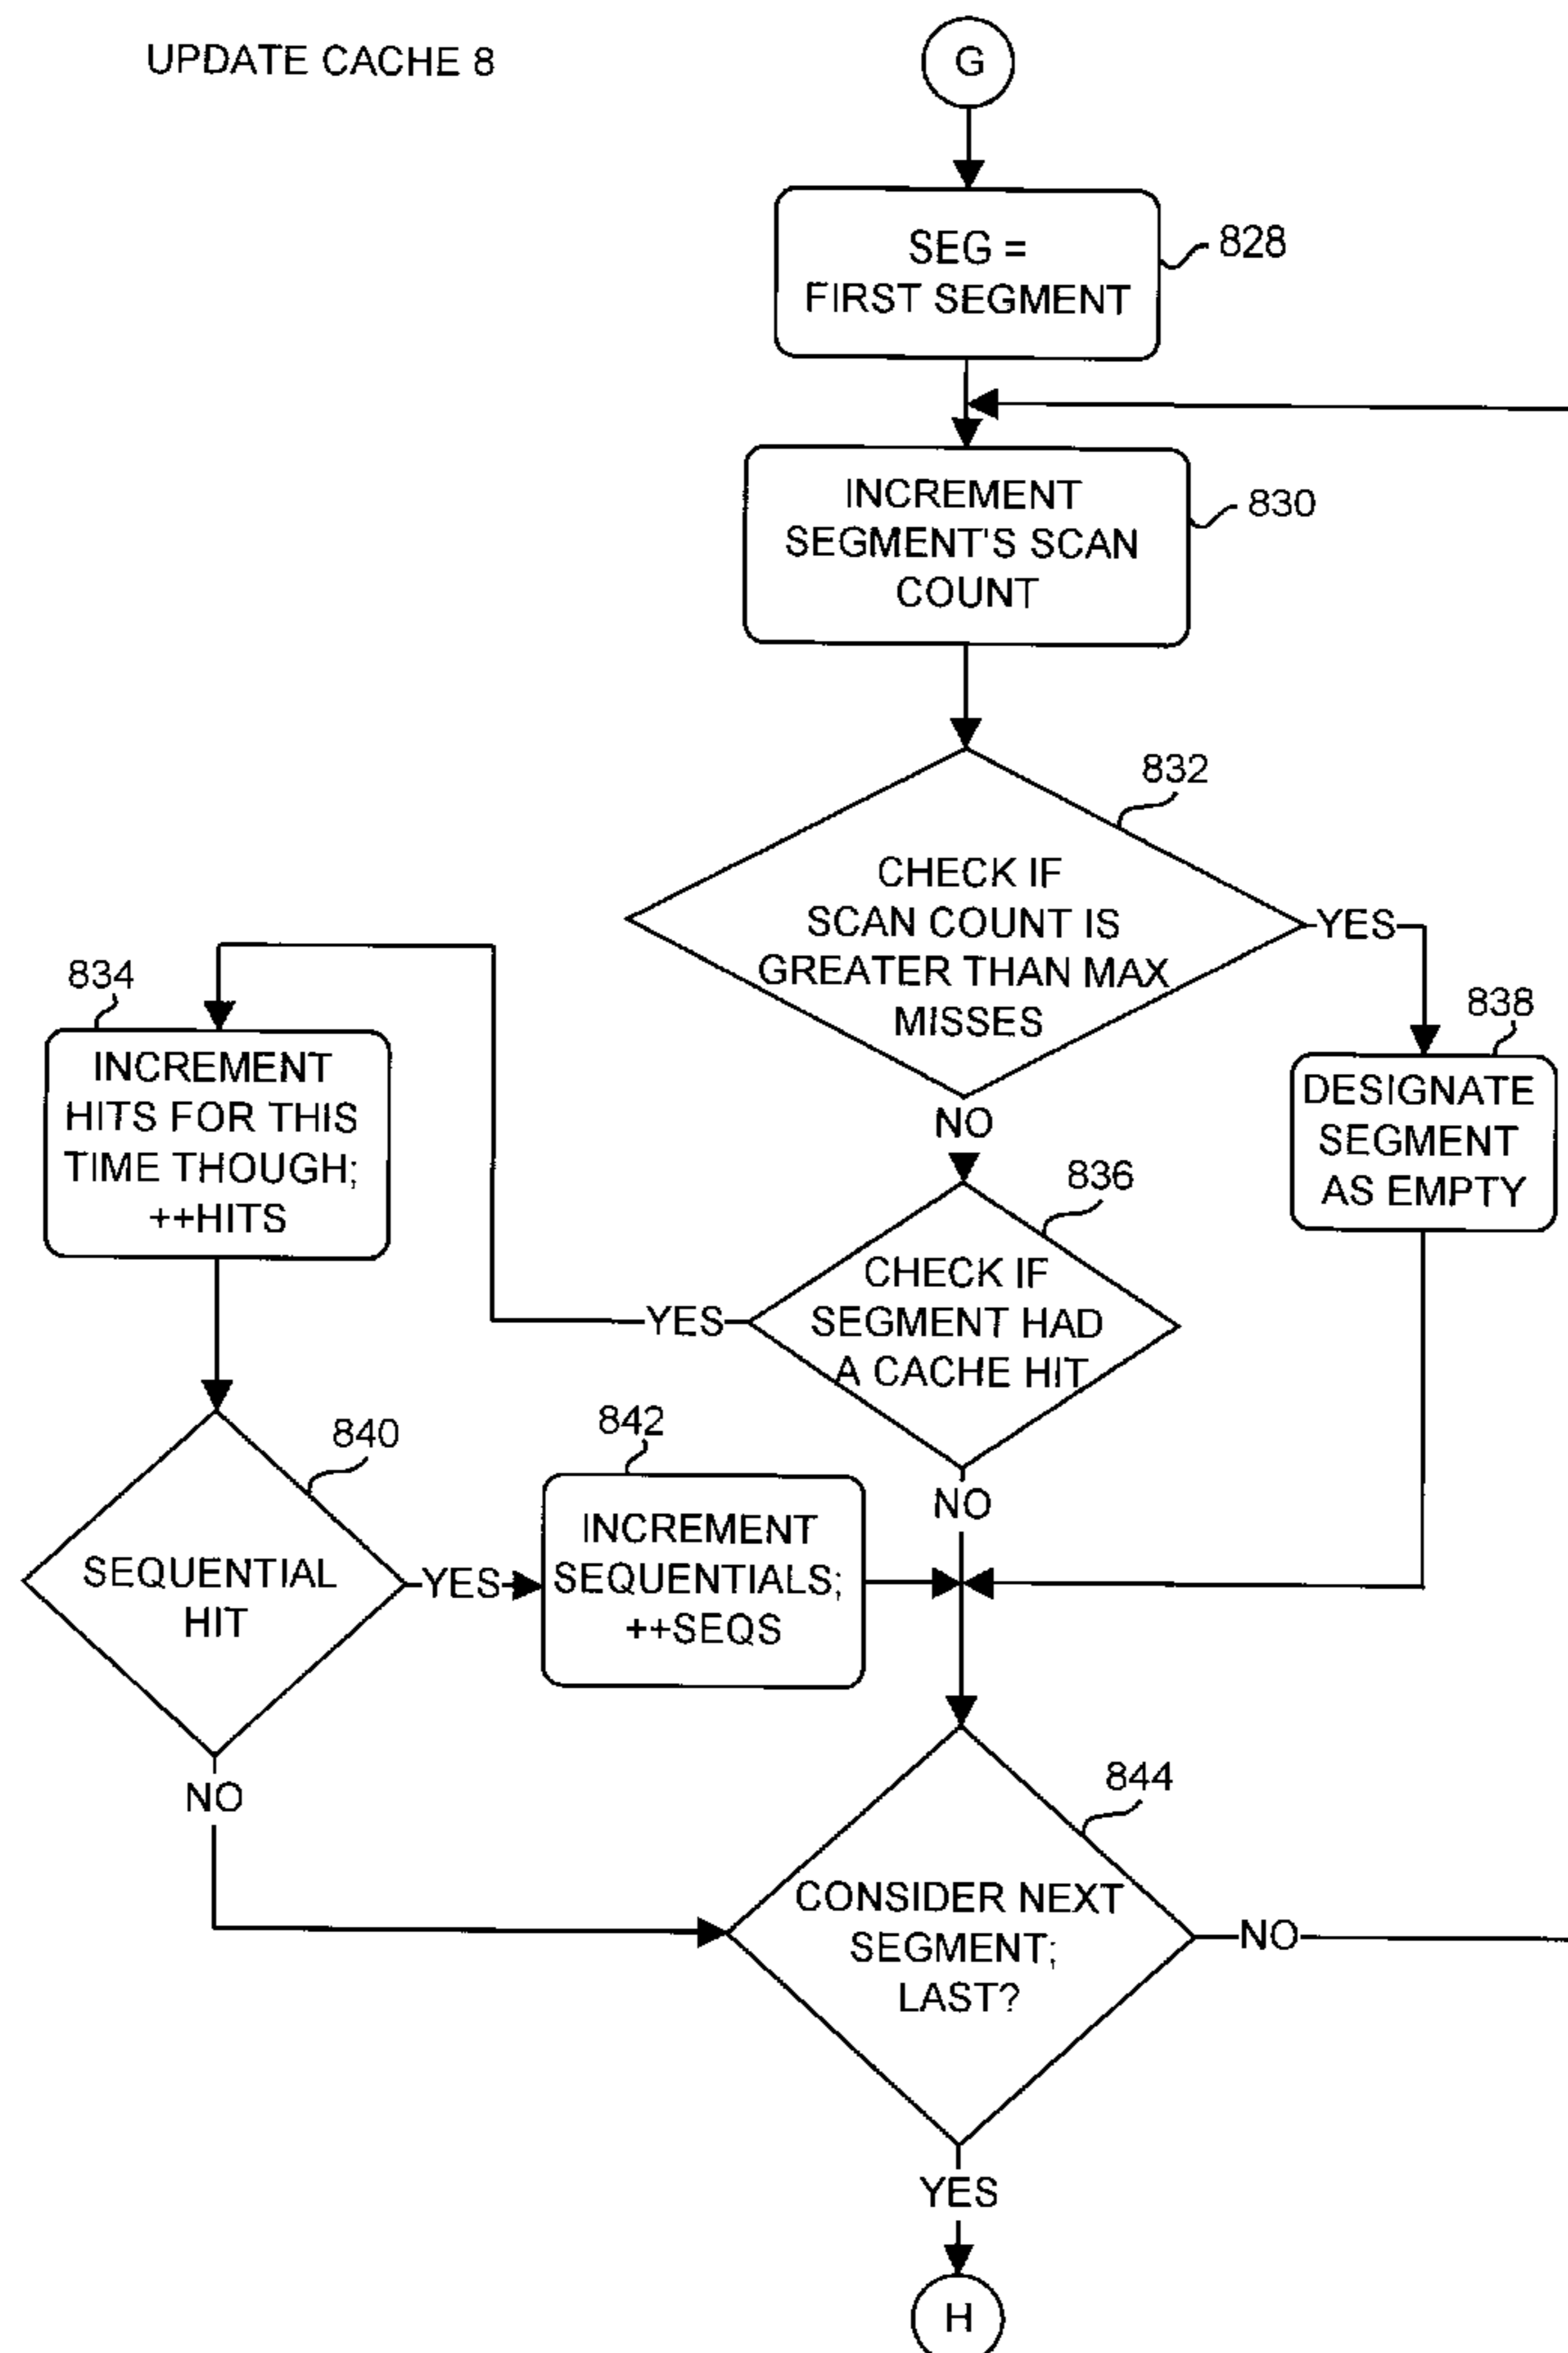 UPDATE CACHE 8
G
SEG =
FIRST SEGMENT
828
INCREMENT
SEGMENT'S SCAN
COUNT
830
832
CHECK IF
SCAN COUNT IS
GREATER THAN MAX
MISSES
YES
NO
834
INCREMENT
HITS FOR THIS
TIME THOUGH;
++HITS
838
DESIGNATE
SEGMENT
AS EMPTY
836
CHECK IF
SEGMENT HAD
A CACHE HIT
YES
NO
840
SEQUENTIAL
HIT
YES
NO
842
INCREMENT
SEQUENTIALS;
++SEQS
844
CONSIDER NEXT
SEGMENT;
LAST?
NO
YES
H